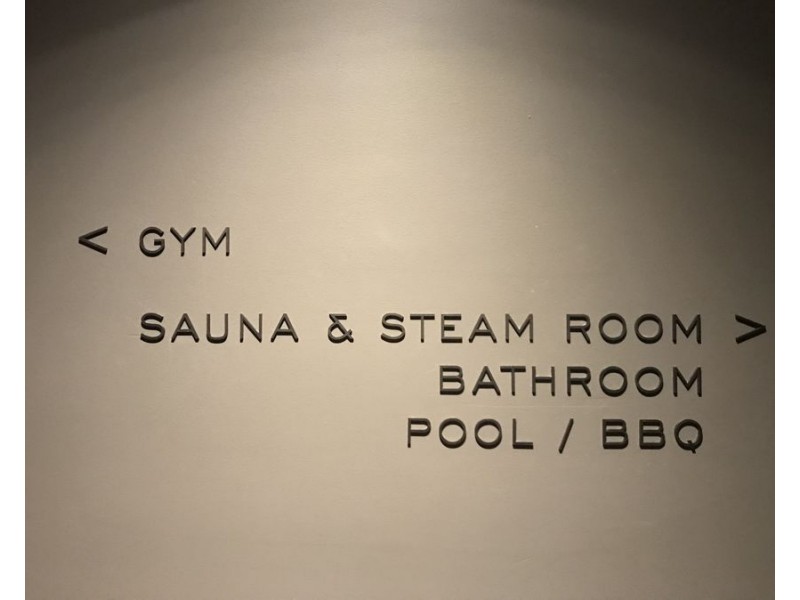 < GYM
SAUNA & STEAM ROOM >
BATHROOM
POOL / BBQ